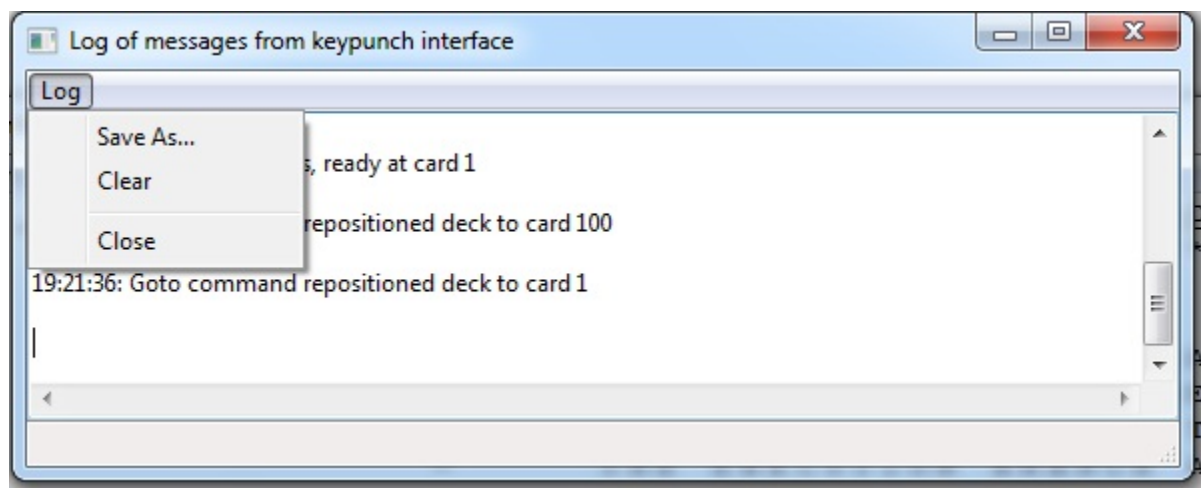 Log of messages from keypunch interface
Log
Save As...
, ready at card 1
Clear
repositioned deck to card 100
Close
19:21:36: Goto command repositioned deck to card 1